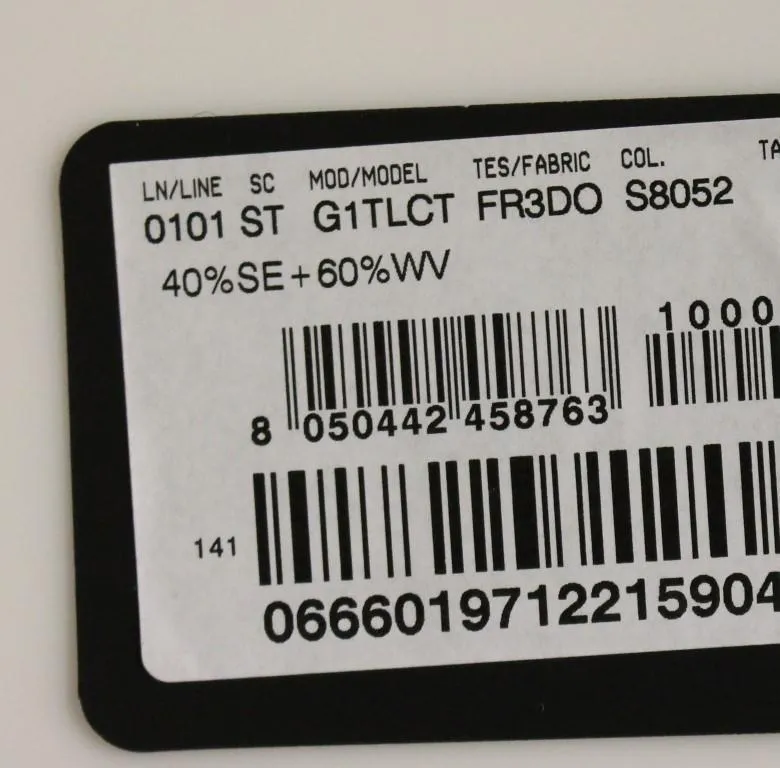 LN/LINE SC MOD/MODEL TES/FABRIC COL. TA
0101 ST G1TLCT FR3DO S8052
40%SE+60%WV
1000
8 050442 458763
141
0666019712215904